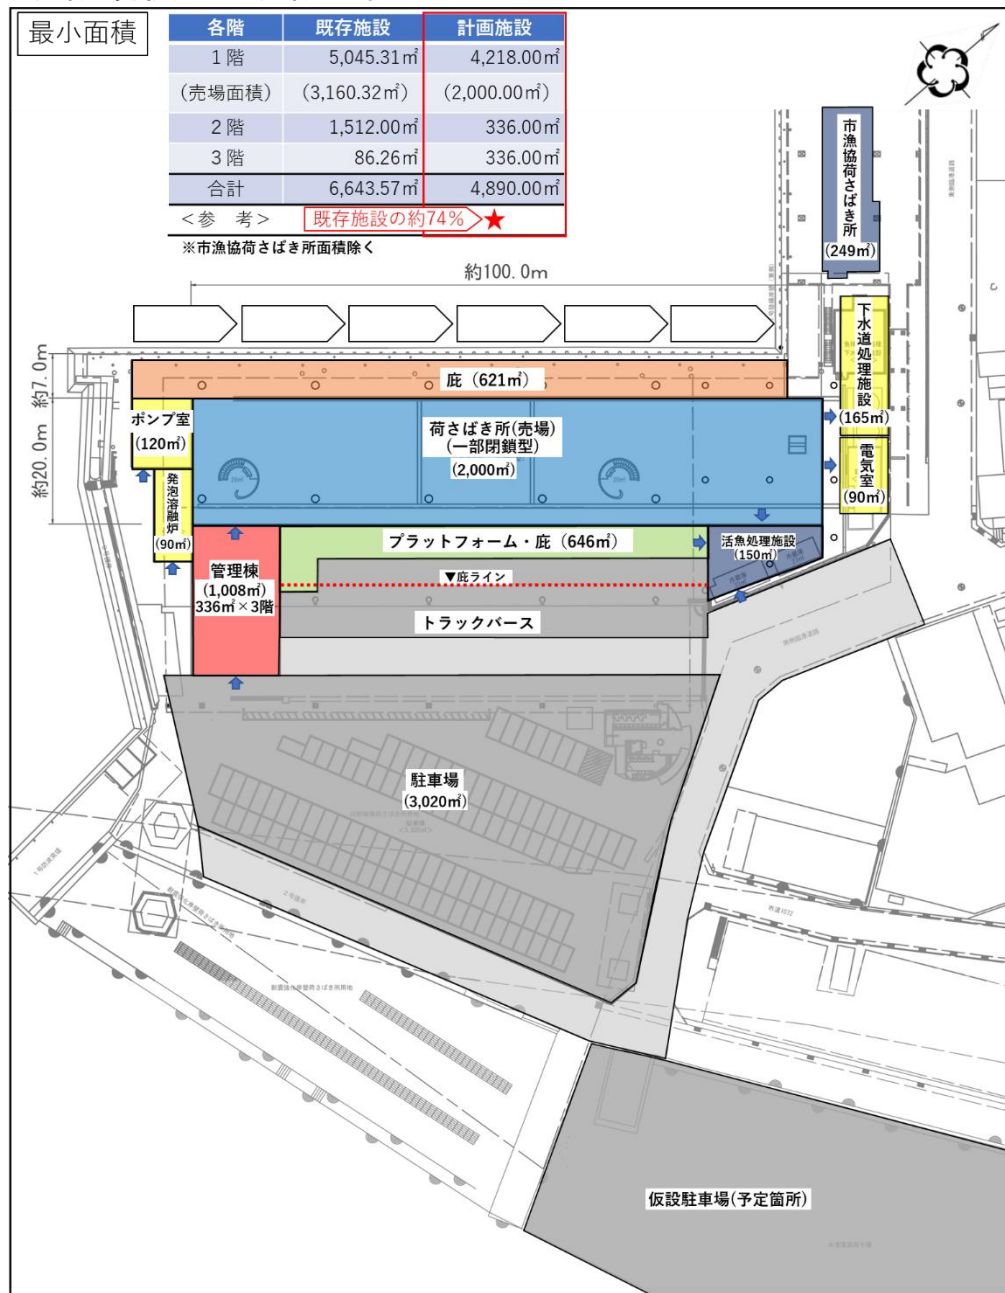 最小面積
各階 既存施設 計画施設
1階 5,045.31㎡ 4,218.00㎡
(売場面積) (3,160.32㎡) (2,000.00㎡)
2階 1,512.00㎡ 336.00㎡
3階 86.26㎡ 336.00㎡
合計 6,643.57㎡ 4,890.00㎡
<参 考> 既存施設の約74% ★
※市漁協荷さばき所面積除く
市漁協荷さばき所
(249㎡)
約100.0m
約7.0m
約20.0m
庇（621㎡）
下水道処理施設
(165㎡)
ポンプ室
(120㎡)
荷さばき所(売場)
(一部閉鎖型)
(2,000㎡)
電気室
(90㎡)
発泡溶融炉
(90㎡)
プラットフォーム・庇（646㎡）
活魚処理施設
(150㎡)
管理棟
(1,008㎡)
336㎡×3階
▼庇ライン
トラックバース
駐車場
(3,020㎡)
仮設駐車場(予定箇所)